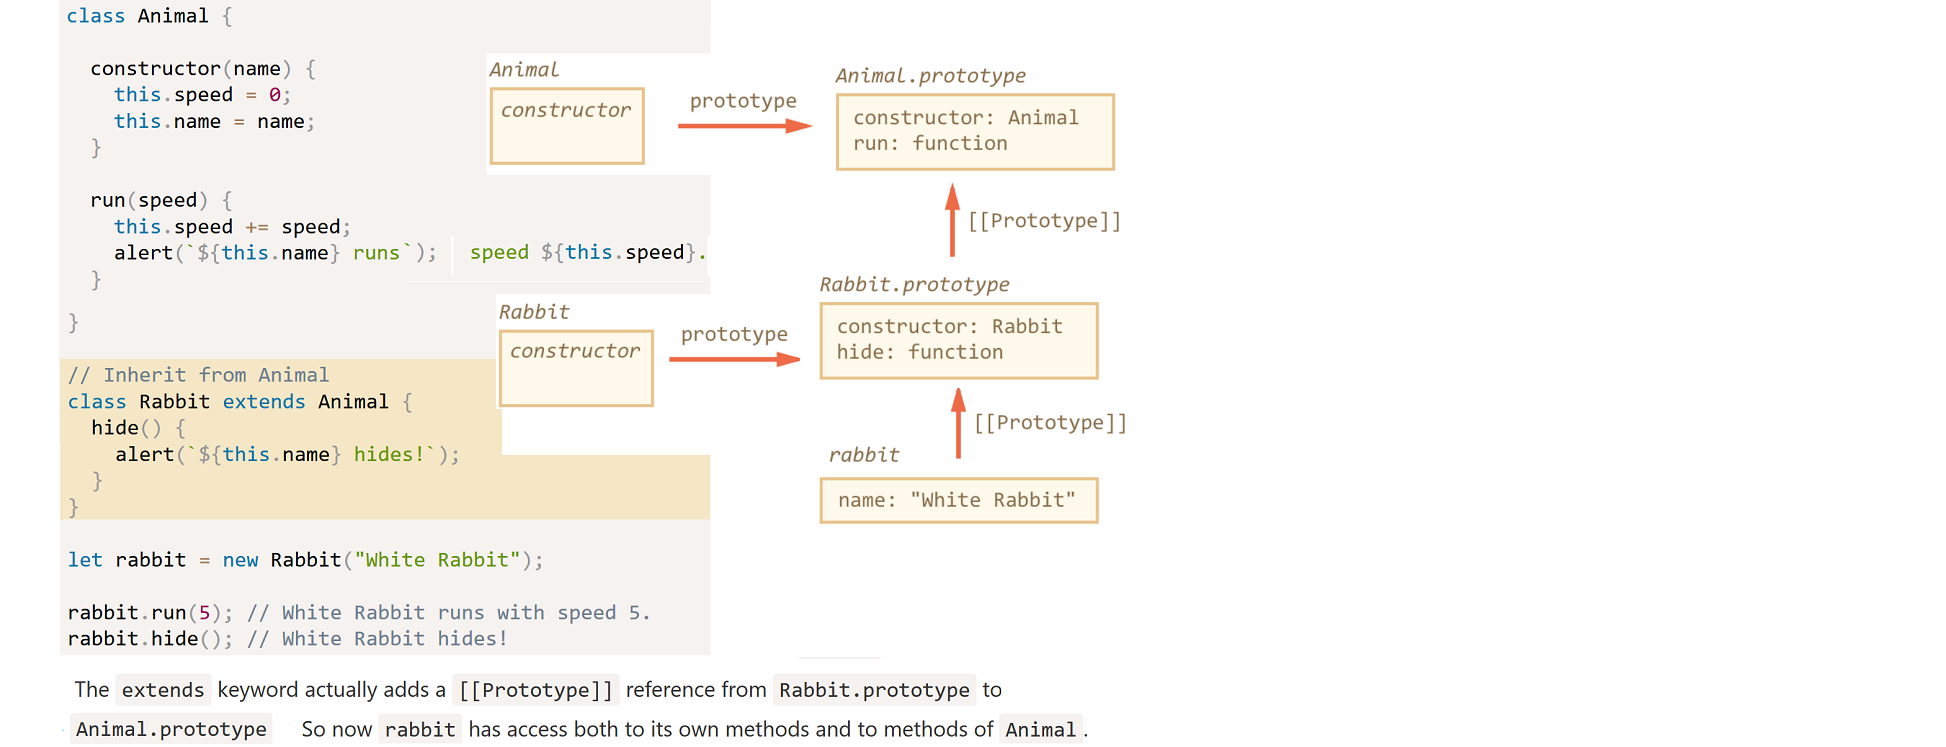 class Animal {
constructor(name) {
this.speed = 0;
this.name = name;
}
run(speed) {
this.speed += speed;
alert(`${this.name} runs`); speed ${this.speed}.
}
}
// Inherit from Animal
class Rabbit extends Animal {
hide() {
alert(`${this.name} hides!`);
}
}
let rabbit = new Rabbit("White Rabbit");
rabbit.run(5); // White Rabbit runs with speed 5.
rabbit.hide(); // White Rabbit hides!
Animal
constructor
prototype
Animal.prototype
constructor: Animal
run: function
[[Prototype]]
Rabbit
constructor
prototype
Rabbit.prototype
constructor: Rabbit
hide: function
[[Prototype]]
rabbit
name: "White Rabbit"
The extends keyword actually adds a [[Prototype]] reference from Rabbit.prototype to
Animal.prototype So now rabbit has access both to its own methods and to methods of Animal.